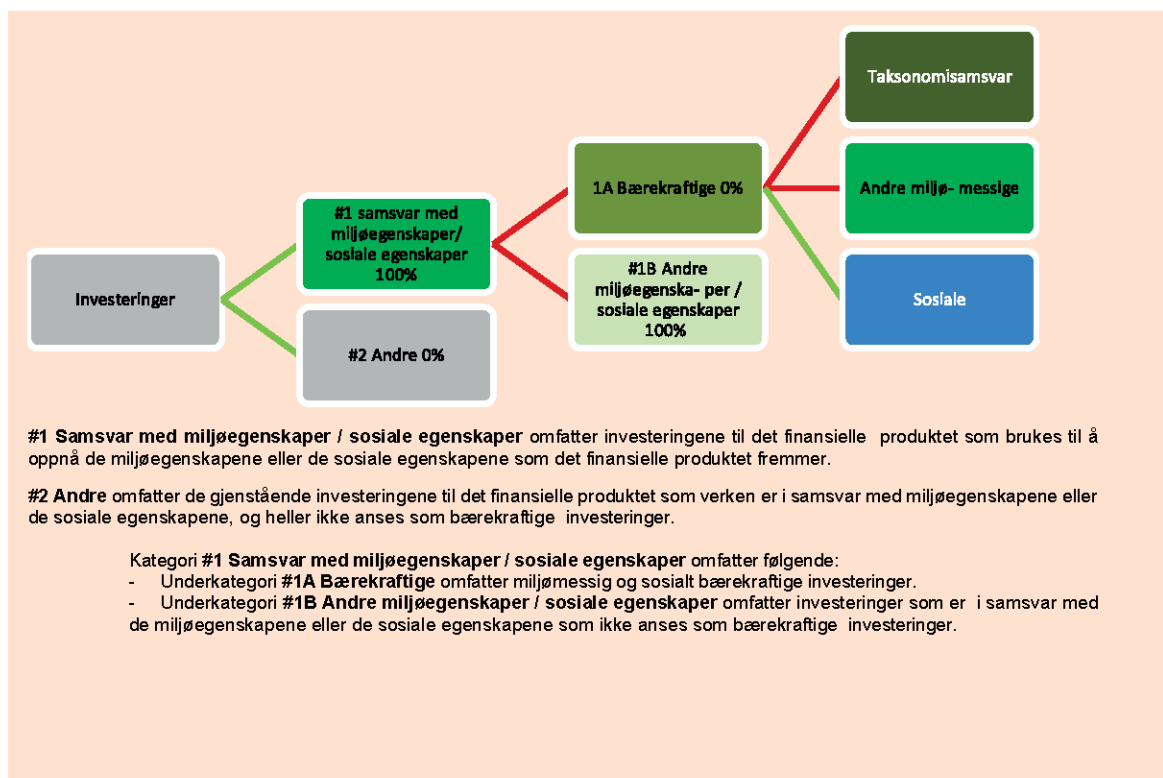 Taksonomisamsvar
1A Bærekraftige 0%
Andre miljø- messige
#1 samsvar med
miljøegenskaper/
sosiale egenskaper
100%
#1B Andre
miljøegenska- per /
sosiale egenskaper
100%
Investeringer
Sosiale
#2 Andre 0%
#1 Samsvar med miljøegenskaper / sosiale egenskaper omfatter investeringene til det finansielle produktet som brukes til å
oppnå de miljøegenskapene eller de sosiale egenskapene som det finansielle produktet fremmer.
#2 Andre omfatter de gjenstående investeringene til det finansielle produktet som verken er i samsvar med miljøegenskapene eller
de sosiale egenskapene, og heller ikke anses som bærekraftige investeringer.
Kategori #1 Samsvar med miljøegenskaper / sosiale egenskaper omfatter følgende:
- Underkategori #1A Bærekraftige omfatter miljømessig og sosialt bærekraftige investeringer.
- Underkategori #1B Andre miljøegenskaper / sosiale egenskaper omfatter investeringer som er i samsvar med
de miljøegenskapene eller de sosiale egenskapene som ikke anses som bærekraftige investeringer.